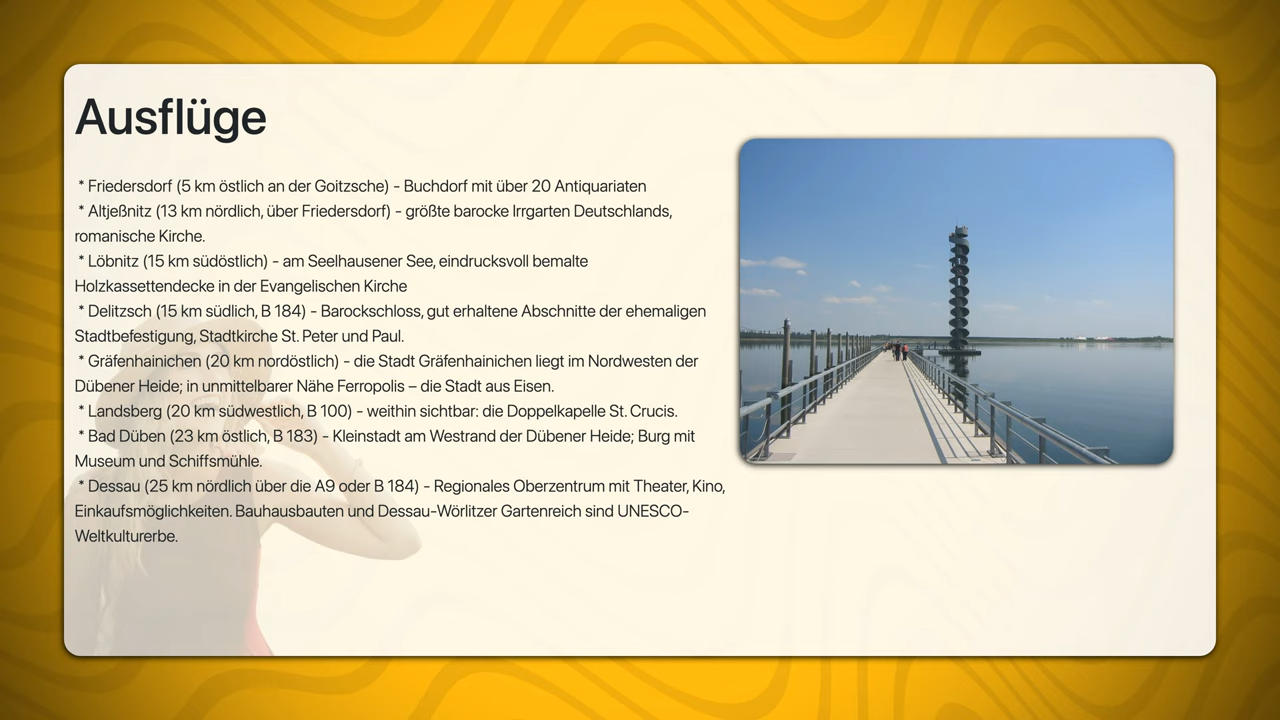 Ausflüge
* Friedersdorf (5 km östlich an der Goitzsche) - Buchdorf mit über 20 Antiquariaten
* Altjeßnitz (13 km nördlich, über Friedersdorf) - größte barocke Irrgarten Deutschlands,
romanische Kirche.
* Löbnitz (15 km südöstlich) - am Seelhausener See, eindrucksvoll bemalte
Holzkassettendecke in der Evangelischen Kirche
* Delitzsch (15 km südlich, B 184) - Barockschloss, gut erhaltene Abschnitte der ehemaligen
Stadtbefestigung, Stadtkirche St. Peter und Paul.
* Gräfenhainichen (20 km nordöstlich) - die Stadt Gräfenhainichen liegt im Nordwesten der
Dübener Heide; in unmittelbarer Nähe Ferropolis – die Stadt aus Eisen.
* Landsberg (20 km südwestlich, B 100) - weithin sichtbar: die Doppelkapelle St. Crucis.
* Bad Düben (23 km östlich, B 183) - Kleinstadt am Westrand der Dübener Heide; Burg mit
Museum und Schiffsmühle.
* Dessau (25 km nördlich über die A9 oder B 184) - Regionales Oberzentrum mit Theater, Kino,
Einkaufsmöglichkeiten. Bauhausbauten und Dessau-Wörlitzer Gartenreich sind UNESCO-
Weltkulturerbe.